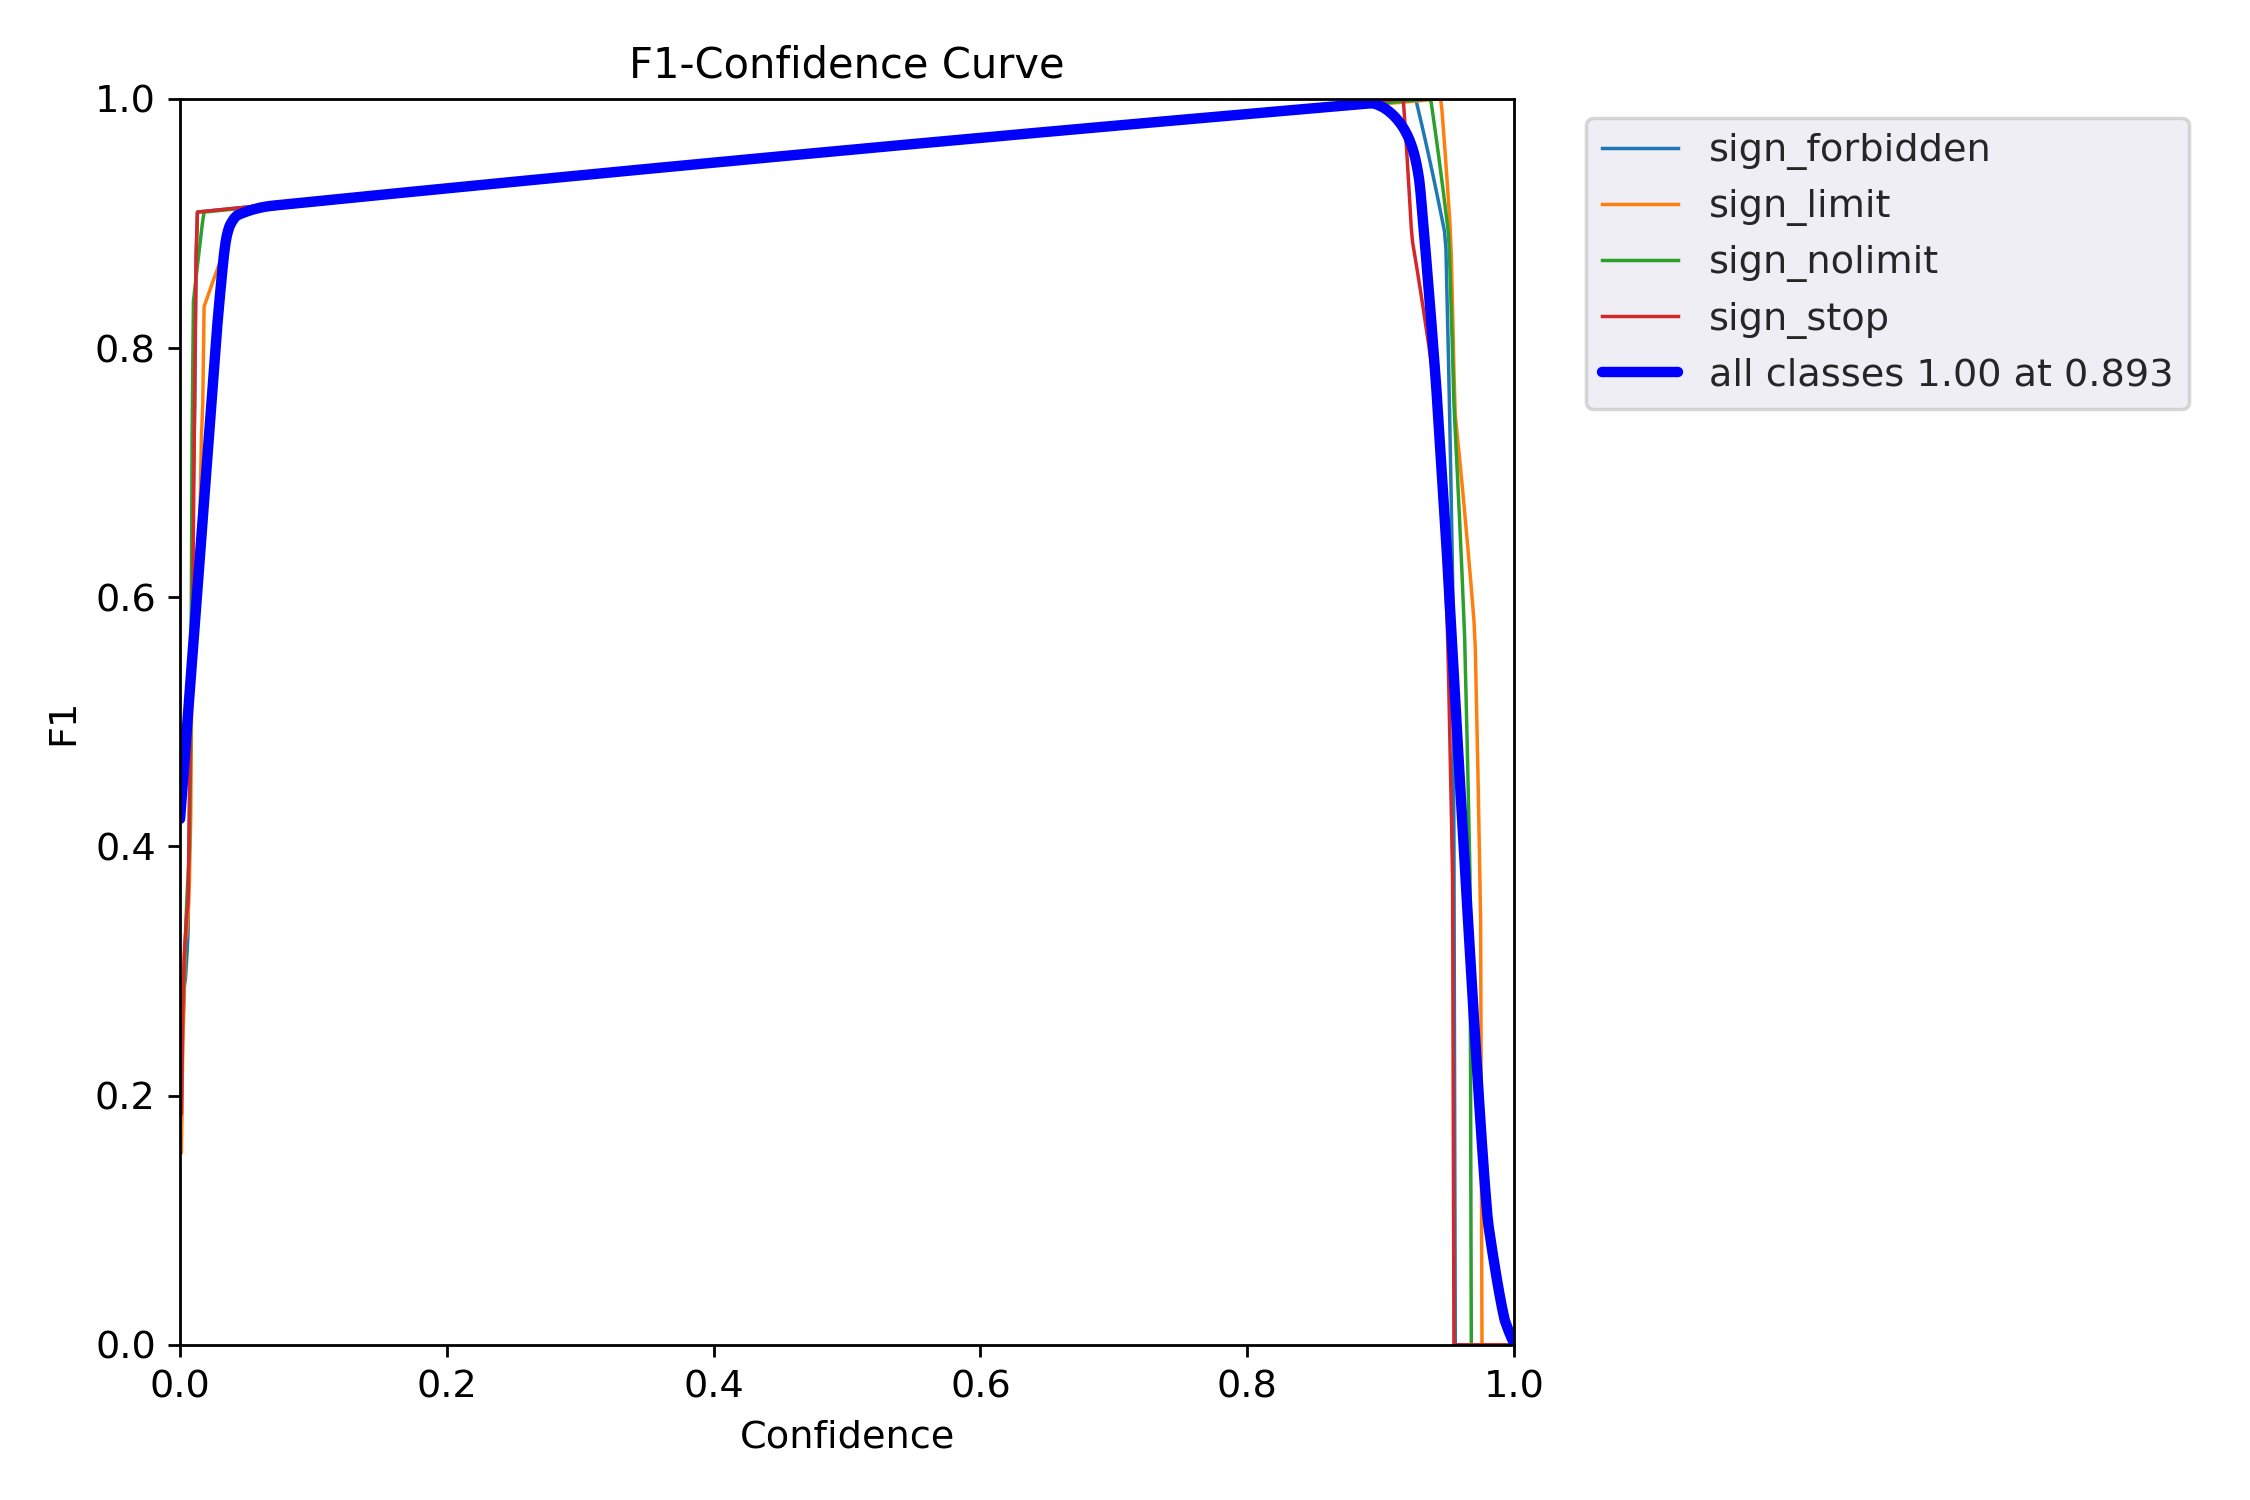 F1-Confidence Curve
1.0
0.8
0.6
0.4
0.2
0.0
F1
0.0 0.2 0.4 0.6 0.8 1.0
Confidence
sign_forbidden
sign_limit
sign_nolimit
sign_stop
all classes 1.00 at 0.893